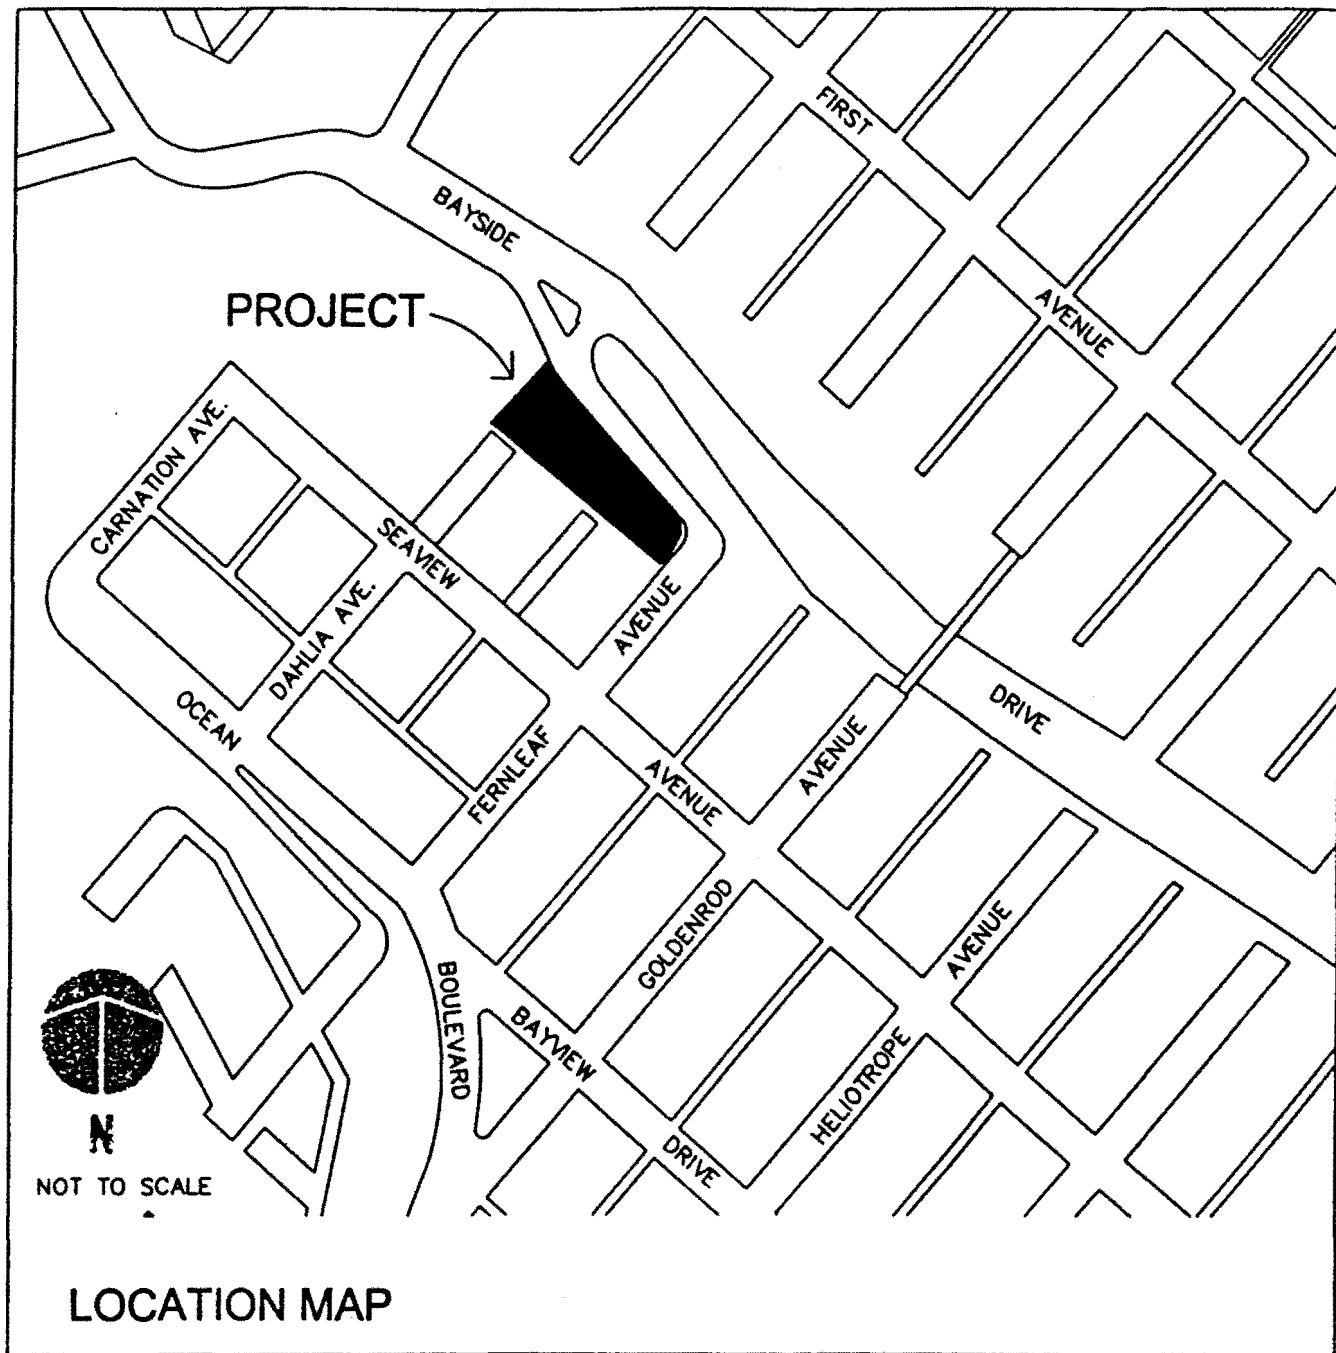 FIRST
BAYSIDE
PROJECT
AVENUE
CARNATION AVE.
SEAVIEW
DAHLIA AVE.
AVENUE
OCEAN
DRIVE
FERNLEAF
AVENUE
AVENUE
GOLDENROD
AVENUE
BOULEVARD
BAYVIEW
HELIOTROPE
DRIVE
N
NOT TO SCALE
LOCATION MAP